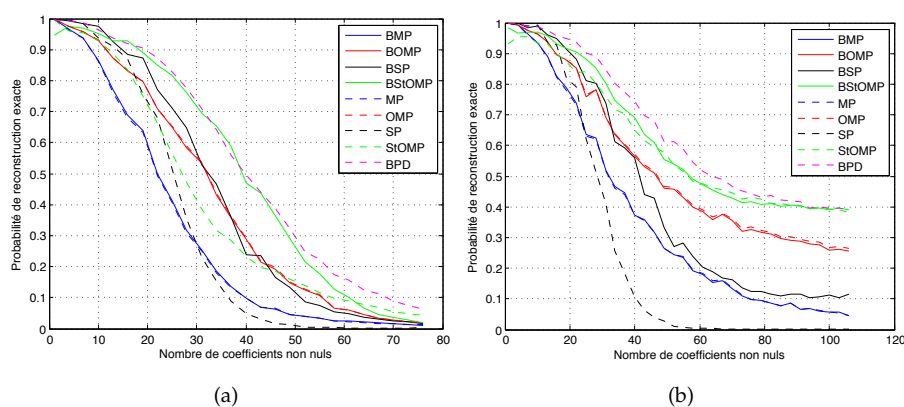 Probabilité de reconstruction exacte
1
0.9
0.8
0.7
0.6
0.5
0.4
0.3
0.2
0.1
0
0 10 20 30 40 50 60 70 80
Nombre de coefficients non nuls
BMP
BOMP
BSP
BStOMP
MP
OMP
SP
StOMP
BPD
(a)
Probabilité de reconstruction exacte
1
0.9
0.8
0.7
0.6
0.5
0.4
0.3
0.2
0.1
0
0 20 40 60 80 100 120
Nombre de coefficients non nuls
BMP
BOMP
BSP
BStOMP
MP
OMP
SP
StOMP
BPD
(b)